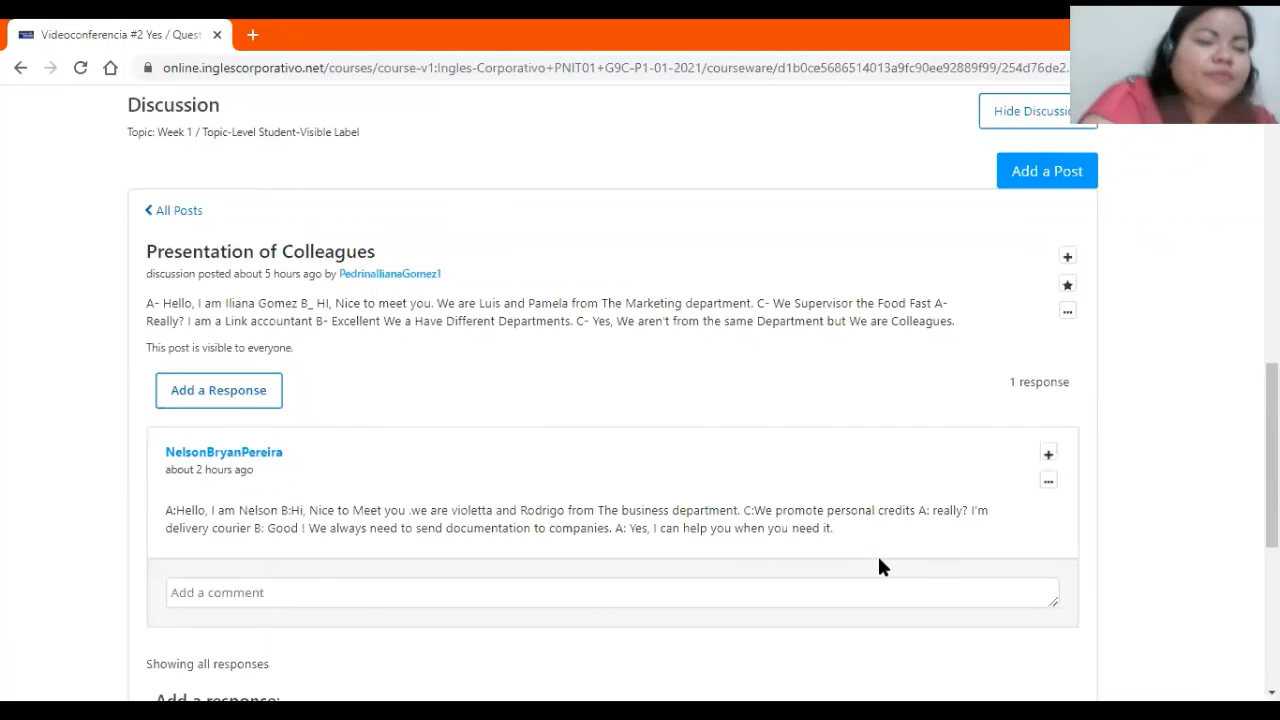 Videoconferencia #2 Yes / Quest
online.inglescorporativo.net/courses/course-v1:Ingles-Corporativo+PNIT01+G9C-P1-01-2021/courseware/d1b0ce5686514013a9fc90ee92889f99/254d76de2...
Discussion
Hide Discussi
Topic: Week 1 / Topic-Level Student-Visible Label
Add a Post
All Posts
Presentation of Colleagues
discussion posted about 5 hours ago by PedrinaIlianaGomez1
A- Hello, I am Iliana Gomez B_ HI, Nice to meet you. We are Luis and Pamela from The Marketing department. C- We Supervisor the Food Fast A-
Really? I am a Link accountant B- Excellent We a Have Different Departments. C- Yes, We aren't from the same Department but We are Colleagues.
This post is visible to everyone.
Add a Response
1 response
NelsonBryanPereira
about 2 hours ago
A:Hello, I am Nelson B:Hi, Nice to Meet you .we are violetta and Rodrigo from The business department. C:We promote personal credits A: really? I'm
delivery courier B: Good ! We always need to send documentation to companies. A: Yes, I can help you when you need it.
Add a comment
Showing all responses
Add a response: